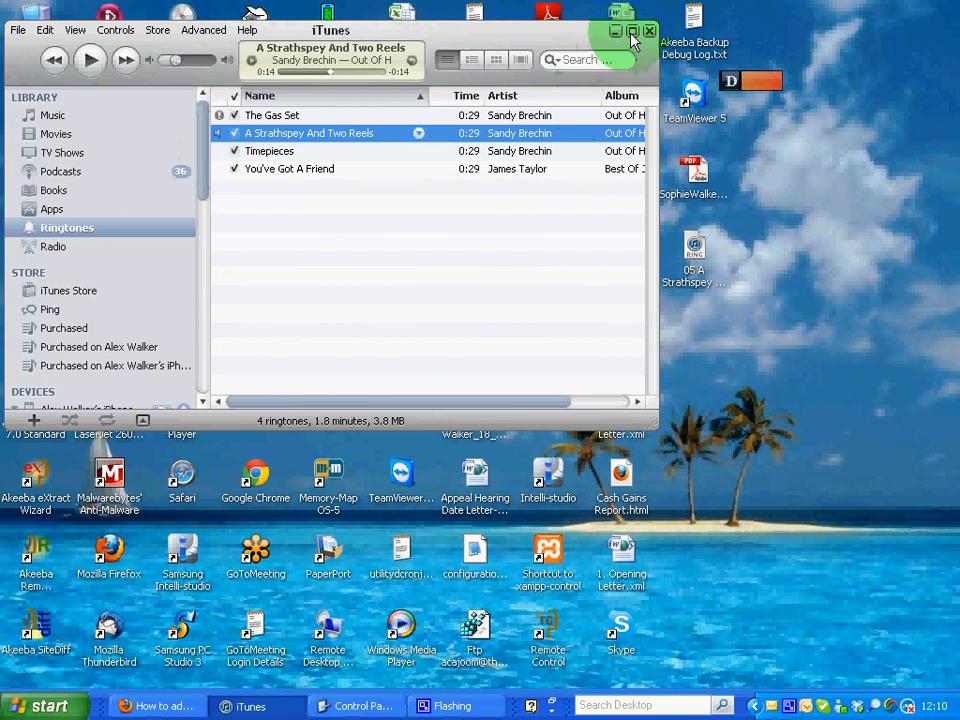 File Edit View Controls Store Advanced Help
iTunes
Akeeba Backup
Debug Log.txt
A Strathspey And Two Reels
Sandy Brechin — Out Of H
0:14 -0:14
Search
D
TeamViewer 5
LIBRARY
Music
Movies
TV Shows
Podcasts 36
Books
Apps
Ringtones
Radio
STORE
iTunes Store
Ping
Purchased
Purchased on Alex Walker
Purchased on Alex Walker's iPh...
DEVICES
Name Time Artist Album
The Gas Set 0:29 Sandy Brechin Out Of H
A Strathspey And Two Reels 0:29 Sandy Brechin Out Of H
Timepieces 0:29 Sandy Brechin Out Of H
You've Got A Friend 0:29 James Taylor Best Of J
4 ringtones, 1.8 minutes, 3.8 MB
PDF
SophieWalke...
RING
05 A
Strathspey ...
7.0 Standard LaserJet 260... Player Walker_18_... Letter.xml
Akeeba eXtract
Wizard
Malwarebytes'
Anti-Malware
Safari
Google Chrome
Memory-Map
OS-5
TeamViewer...
Appeal Hearing
Date Letter-...
Intelli-studio
Cash Gains
Report.html
Akeeba
Rem...
Mozilla Firefox
Samsung
Intelli-studio
GoToMeeting
PaperPort
utilitydcronj...
configuratio...
Shortcut to
xampp-control
1. Opening
Letter.xml
Akeeba SiteDiff
Mozilla
Thunderbird
Samsung PC
Studio 3
GoToMeeting
Login Details
Remote
Desktop ...
Windows Media
Player
Ftp
acajoom@th...
Remote
Control
Skype
start
How to ad...
iTunes
Control Pa...
Flashing
Search Desktop
12:10